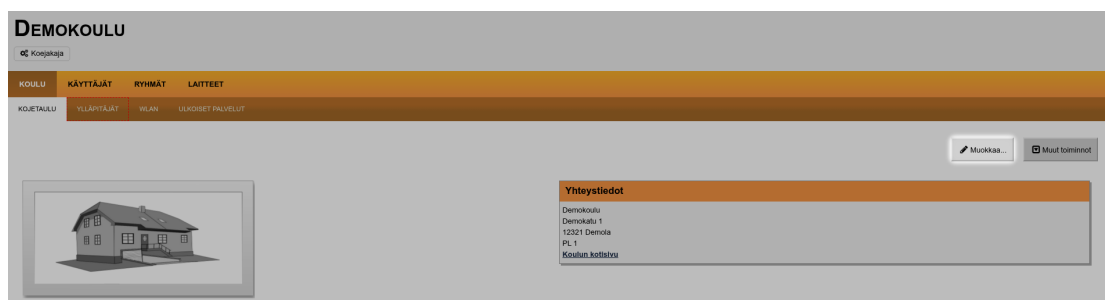 DEMOKOULU
Koejakaja
KOULU KÄYTTÄJÄT RYHMÄT LAITTEET
KOJETAULU YLLÄPITÄJÄT WLAN ULKOISET PALVELUT
Muokkaa... Muut toiminnot
Yhteystiedot
Demokoulu
Demokatu 1
12321 Demola
PL 1
Koulun kotisivu